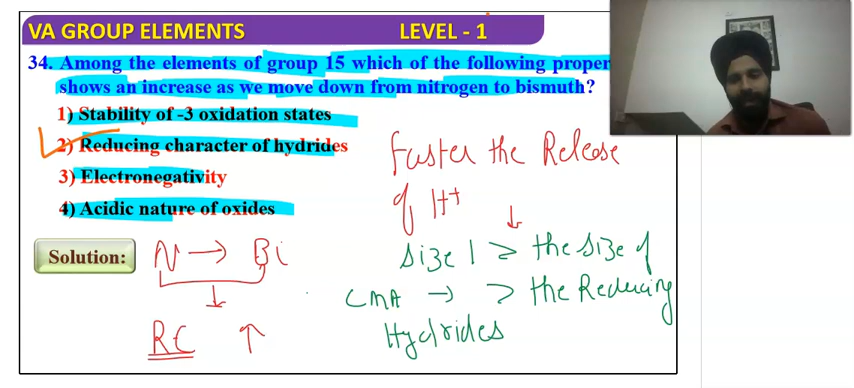 VA GROUP ELEMENTS LEVEL - 1
34. Among the elements of group 15 which of the following proper
shows an increase as we move down from nitrogen to bismuth?
1) Stability of -3 oxidation states
2) Reducing character of hydrides
3) Electronegativity
4) Acidic nature of oxides
Faster the Release
of H+
Solution:
N → Bi
↓
RC ↑
↓
Size > the size of
→ > the Reducing
Hydrides